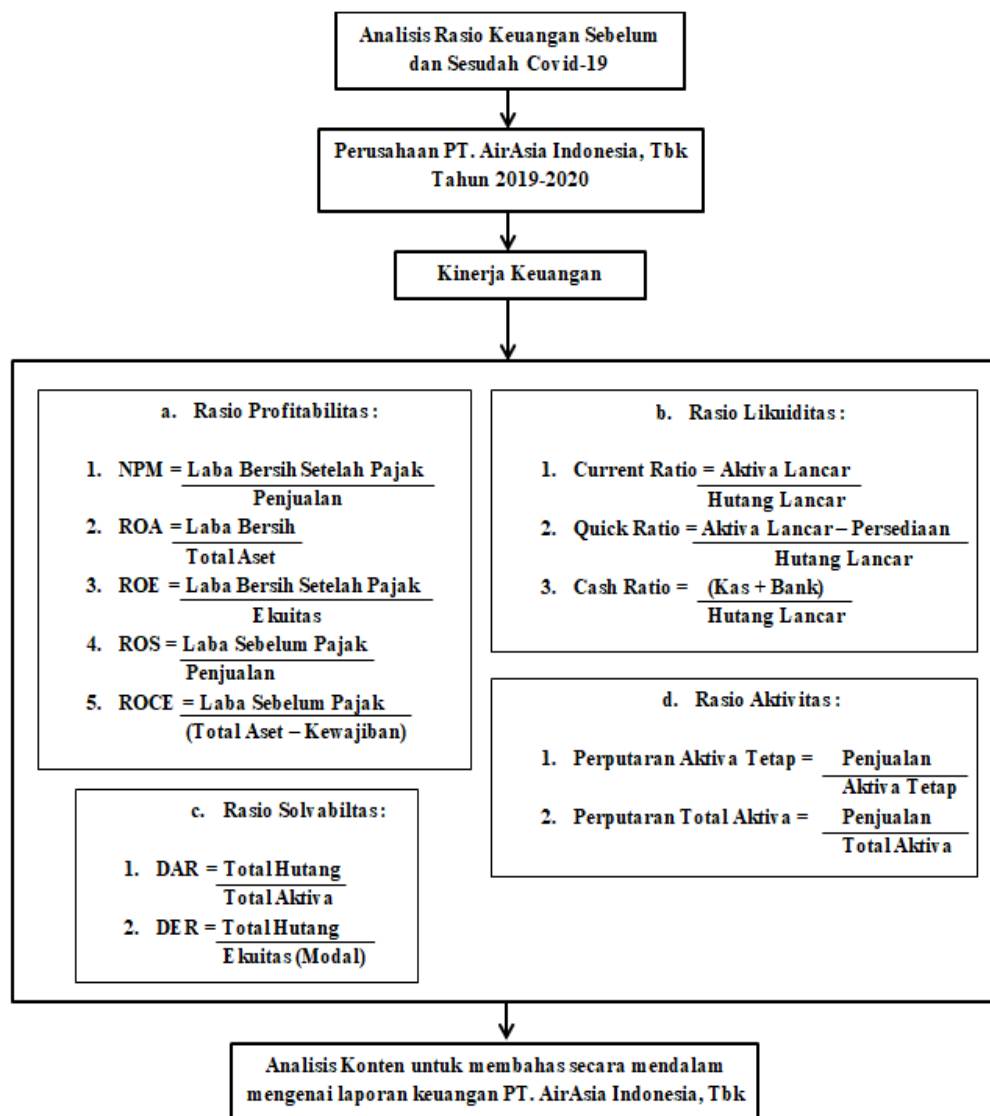 Analisis Rasio Keuangan Sebelum
dan Sesudah Covid-19
Perusahaan PT. AirAsia Indonesia, Tbk
Tahun 2019-2020
Kinerja Keuangan
a. Rasio Profitabilitas :
1. NPM = Laba Bersih Setelah Pajak
Penjualan
2. ROA = Laba Bersih
Total Aset
3. ROE = Laba Bersih Setelah Pajak
Ekuitas
4. ROS = Laba Sebelum Pajak
Penjualan
5. ROCE = Laba Sebelum Pajak
(Total Aset – Kewajiban)
b. Rasio Likuiditas :
1. Current Ratio = Aktiva Lancar
Hutang Lancar
2. Quick Ratio = Aktiva Lancar – Persediaan
Hutang Lancar
3. Cash Ratio = (Kas + Bank)
Hutang Lancar
c. Rasio Solvabiltas :
1. DAR = Total Hutang
Total Aktiva
2. DER = Total Hutang
Ekuitas (Modal)
d. Rasio Aktivitas :
1. Perputaran Aktiva Tetap = Penjualan
Aktiva Tetap
2. Perputaran Total Aktiva = Penjualan
Total Aktiva
Analisis Konten untuk membahas secara mendalam
mengenai laporan keuangan PT. AirAsia Indonesia, Tbk